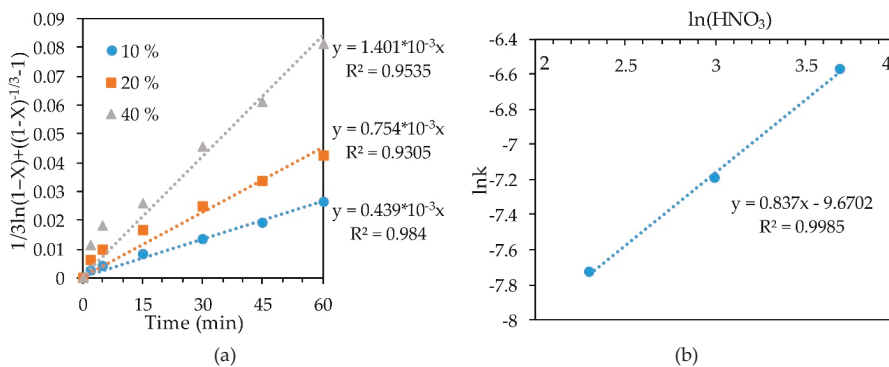 0.09
0.08
0.07
0.06
0.05
0.04
0.03
0.02
0.01
0
1/3ln(1–X)+((1-X)^-1/3-1)
10 %
20 %
40 %
y = 1.401*10^-3x
R² = 0.9535
y = 0.754*10^-3x
R² = 0.9305
y = 0.439*10^-3x
R² = 0.984
0 15 30 45 60
Time (min)
(a)
ln(HNO₃)
2 2.5 3 3.5 4
-6.4
-6.6
-6.8
-7
-7.2
-7.4
-7.6
-7.8
-8
lnk
y = 0.837x - 9.6702
R² = 0.9985
(b)